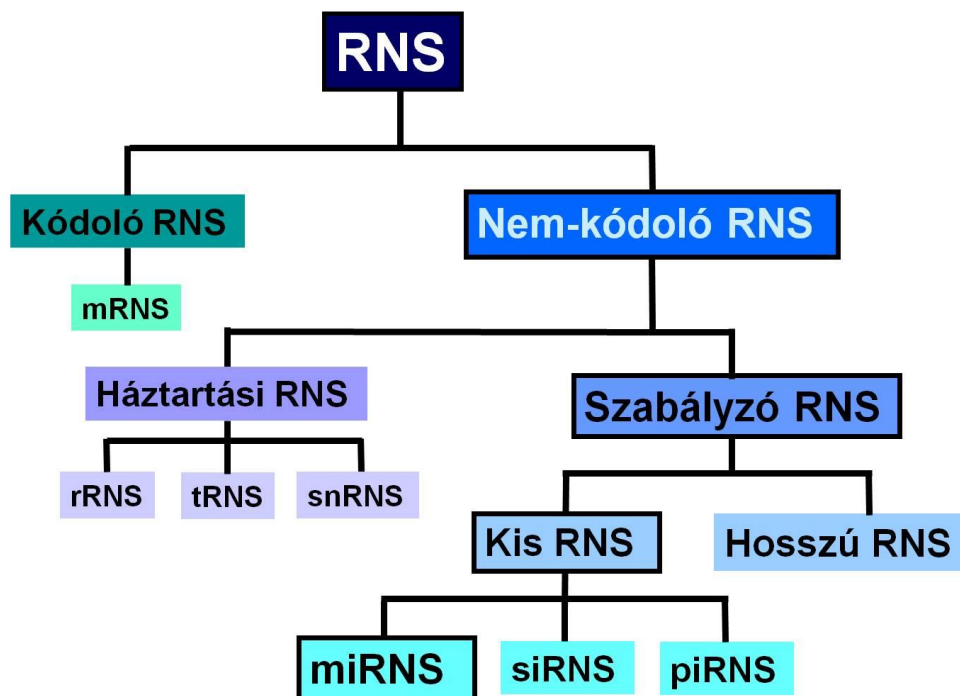 RNS
Kódoló RNS
Nem-kódoló RNS
mRNS
Háztartási RNS
Szabályzó RNS
rRNS
tRNS
snRNS
Kis RNS
Hosszú RNS
miRNS
siRNS
piRNS